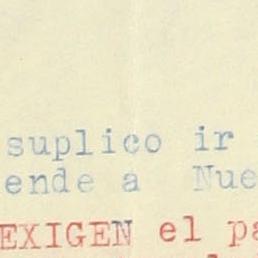 suplico ir
ende a Nue
EXIGEN el pa